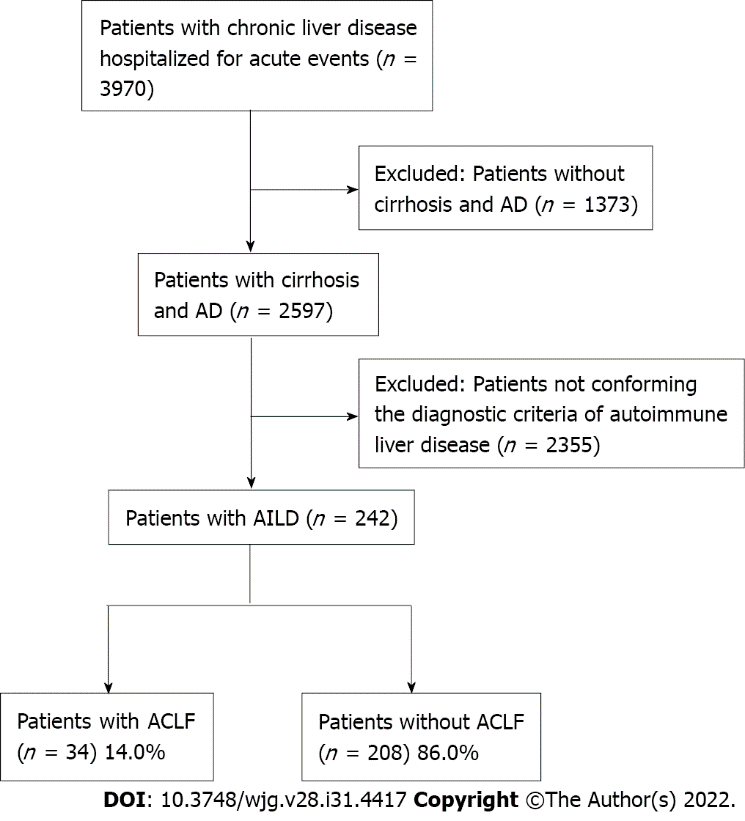 Patients with chronic liver disease
hospitalized for acute events (n =
3970)
Excluded: Patients without
cirrhosis and AD (n = 1373)
Patients with cirrhosis
and AD (n = 2597)
Excluded: Patients not conforming
the diagnostic criteria of autoimmune
liver disease (n = 2355)
Patients with AILD (n = 242)
Patients with ACLF
(n = 34) 14.0%
Patients without ACLF
(n = 208) 86.0%
DOI: 10.3748/wjg.v28.i31.4417 Copyright ©The Author(s) 2022.